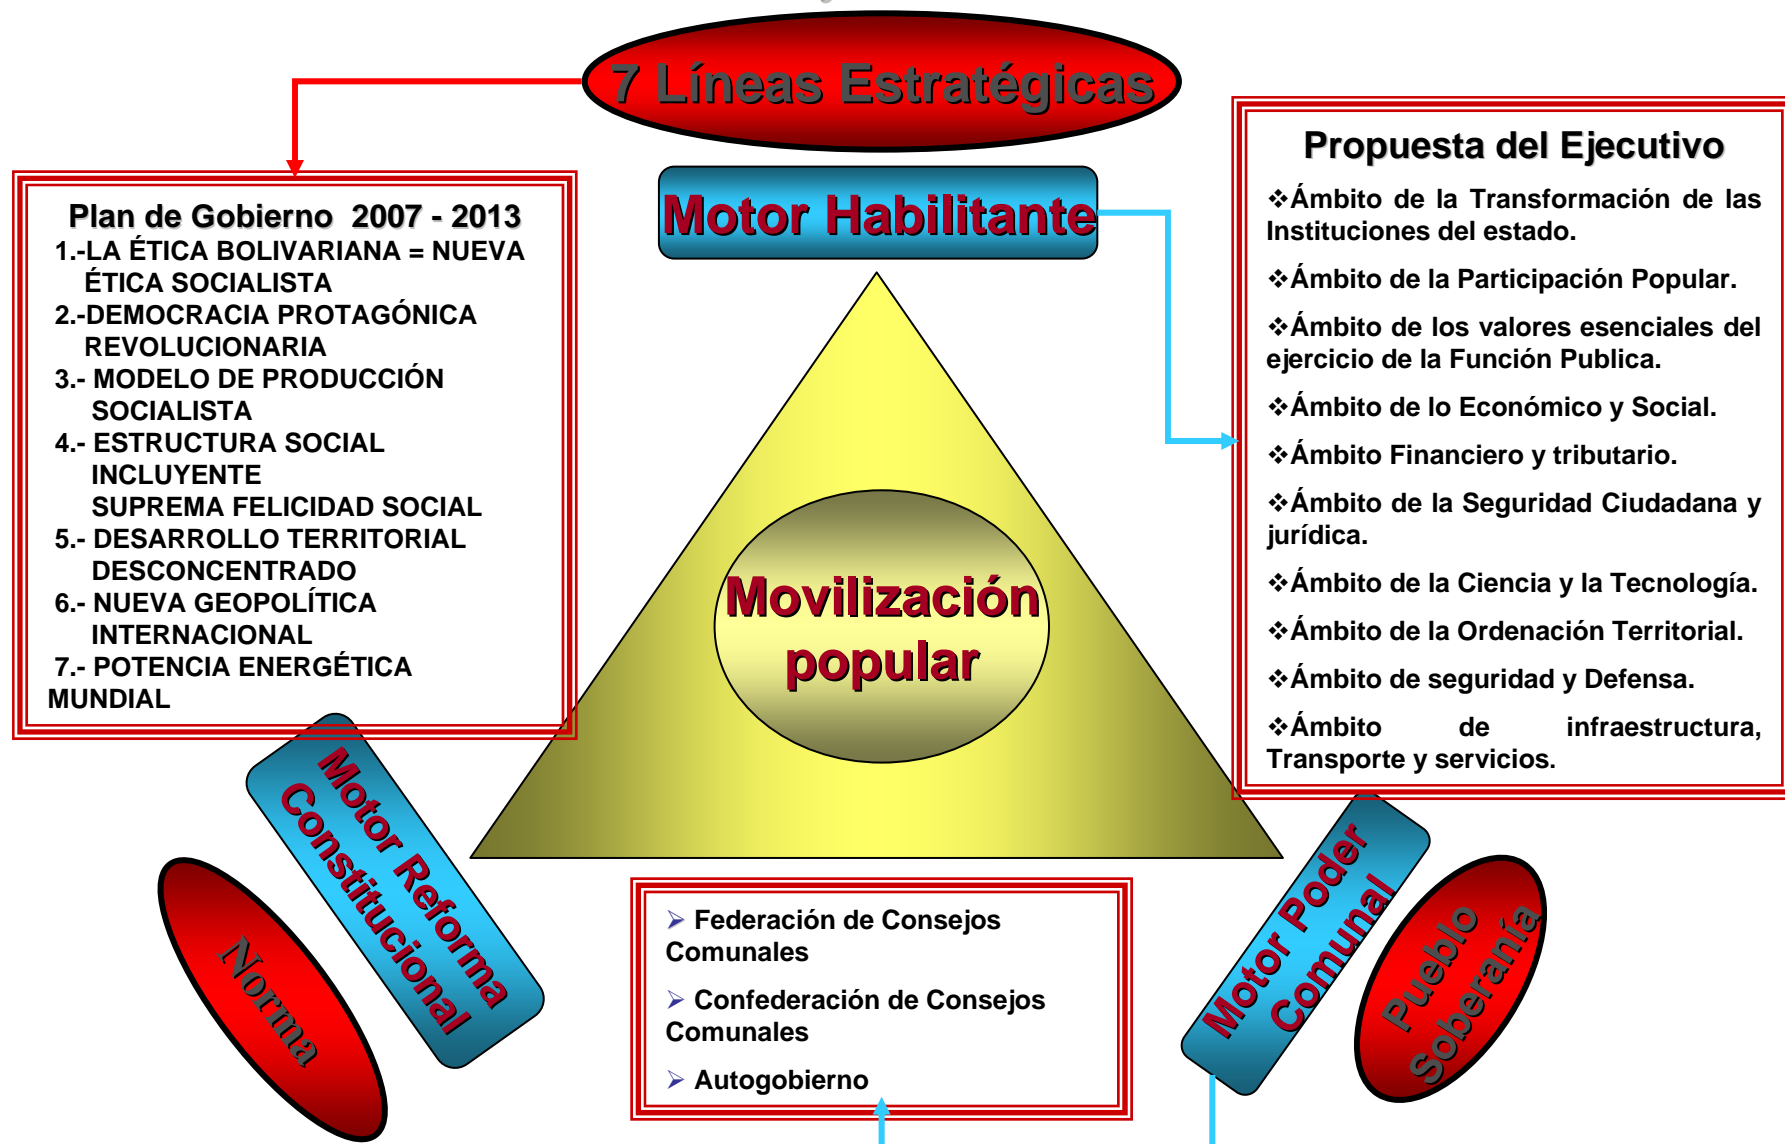 7 Líneas Estratégicas
Motor Habilitante
Plan de Gobierno 2007 - 2013
1.-LA ÉTICA BOLIVARIANA = NUEVA
ÉTICA SOCIALISTA
2.-DEMOCRACIA PROTAGÓNICA
REVOLUCIONARIA
3.- MODELO DE PRODUCCIÓN
SOCIALISTA
4.- ESTRUCTURA SOCIAL
INCLUYENTE
SUPREMA FELICIDAD SOCIAL
5.- DESARROLLO TERRITORIAL
DESCONCENTRADO
6.- NUEVA GEOPOLÍTICA
INTERNACIONAL
7.- POTENCIA ENERGÉTICA
MUNDIAL
Propuesta del Ejecutivo
❖Ámbito de la Transformación de las
Instituciones del estado.
❖Ámbito de la Participación Popular.
❖Ámbito de los valores esenciales del
ejercicio de la Función Publica.
❖Ámbito de lo Económico y Social.
❖Ámbito Financiero y tributario.
❖Ámbito de la Seguridad Ciudadana y
jurídica.
❖Ámbito de la Ciencia y la Tecnología.
❖Ámbito de la Ordenación Territorial.
❖Ámbito de seguridad y Defensa.
❖Ámbito de infraestructura,
Transporte y servicios.
Movilización
popular
Motor Reforma
Constitucional
Norma
➢ Federación de Consejos
Comunales
➢ Confederación de Consejos
Comunales
➢ Autogobierno
Motor Poder
Comunal
Pueblo
Soberanía